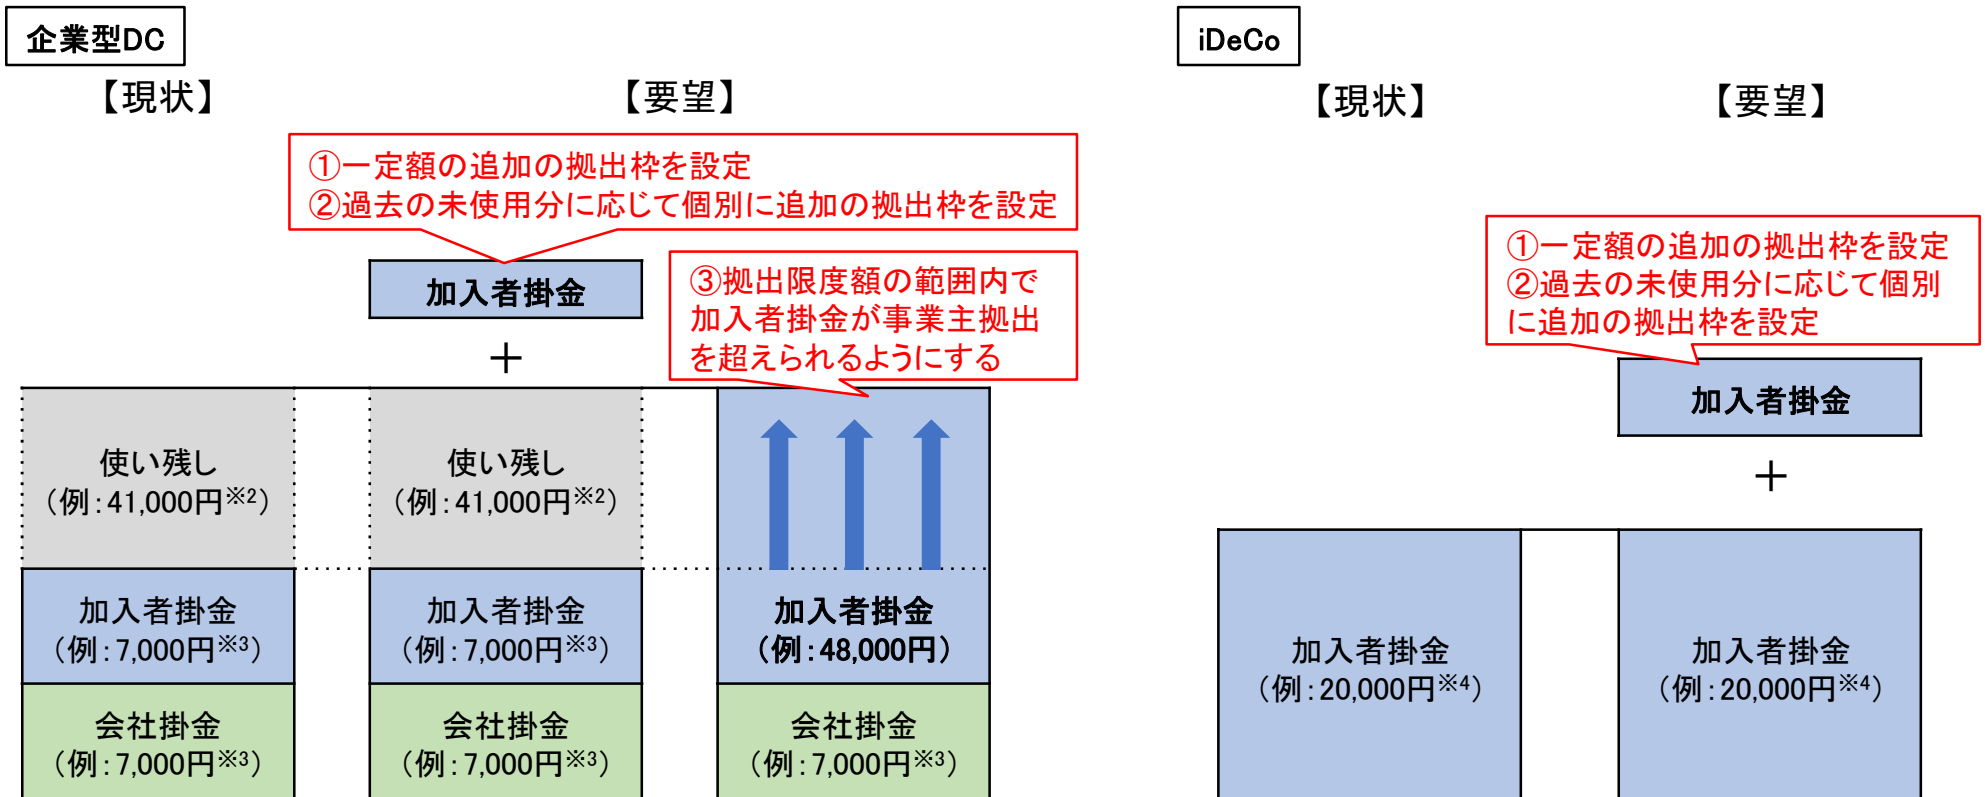 企業型DC
【現状】
【要望】
①一定額の追加の拠出枠を設定
②過去の未使用分に応じて個別に追加の拠出枠を設定
加入者掛金
＋
③拠出限度額の範囲内で
加入者掛金が事業主拠出
を超えられるようにする
使い残し
（例：41,000円※2）
加入者掛金
（例：7,000円※3）
会社掛金
（例：7,000円※3）
使い残し
（例：41,000円※2）
加入者掛金
（例：7,000円※3）
会社掛金
（例：7,000円※3）
加入者掛金
（例：48,000円）
会社掛金
（例：7,000円※3）
iDeCo
【現状】
【要望】
①一定額の追加の拠出枠を設定
②過去の未使用分に応じて個別
に追加の拠出枠を設定
加入者掛金
＋
加入者掛金
（例：20,000円※4）
加入者掛金
（例：20,000円※4）